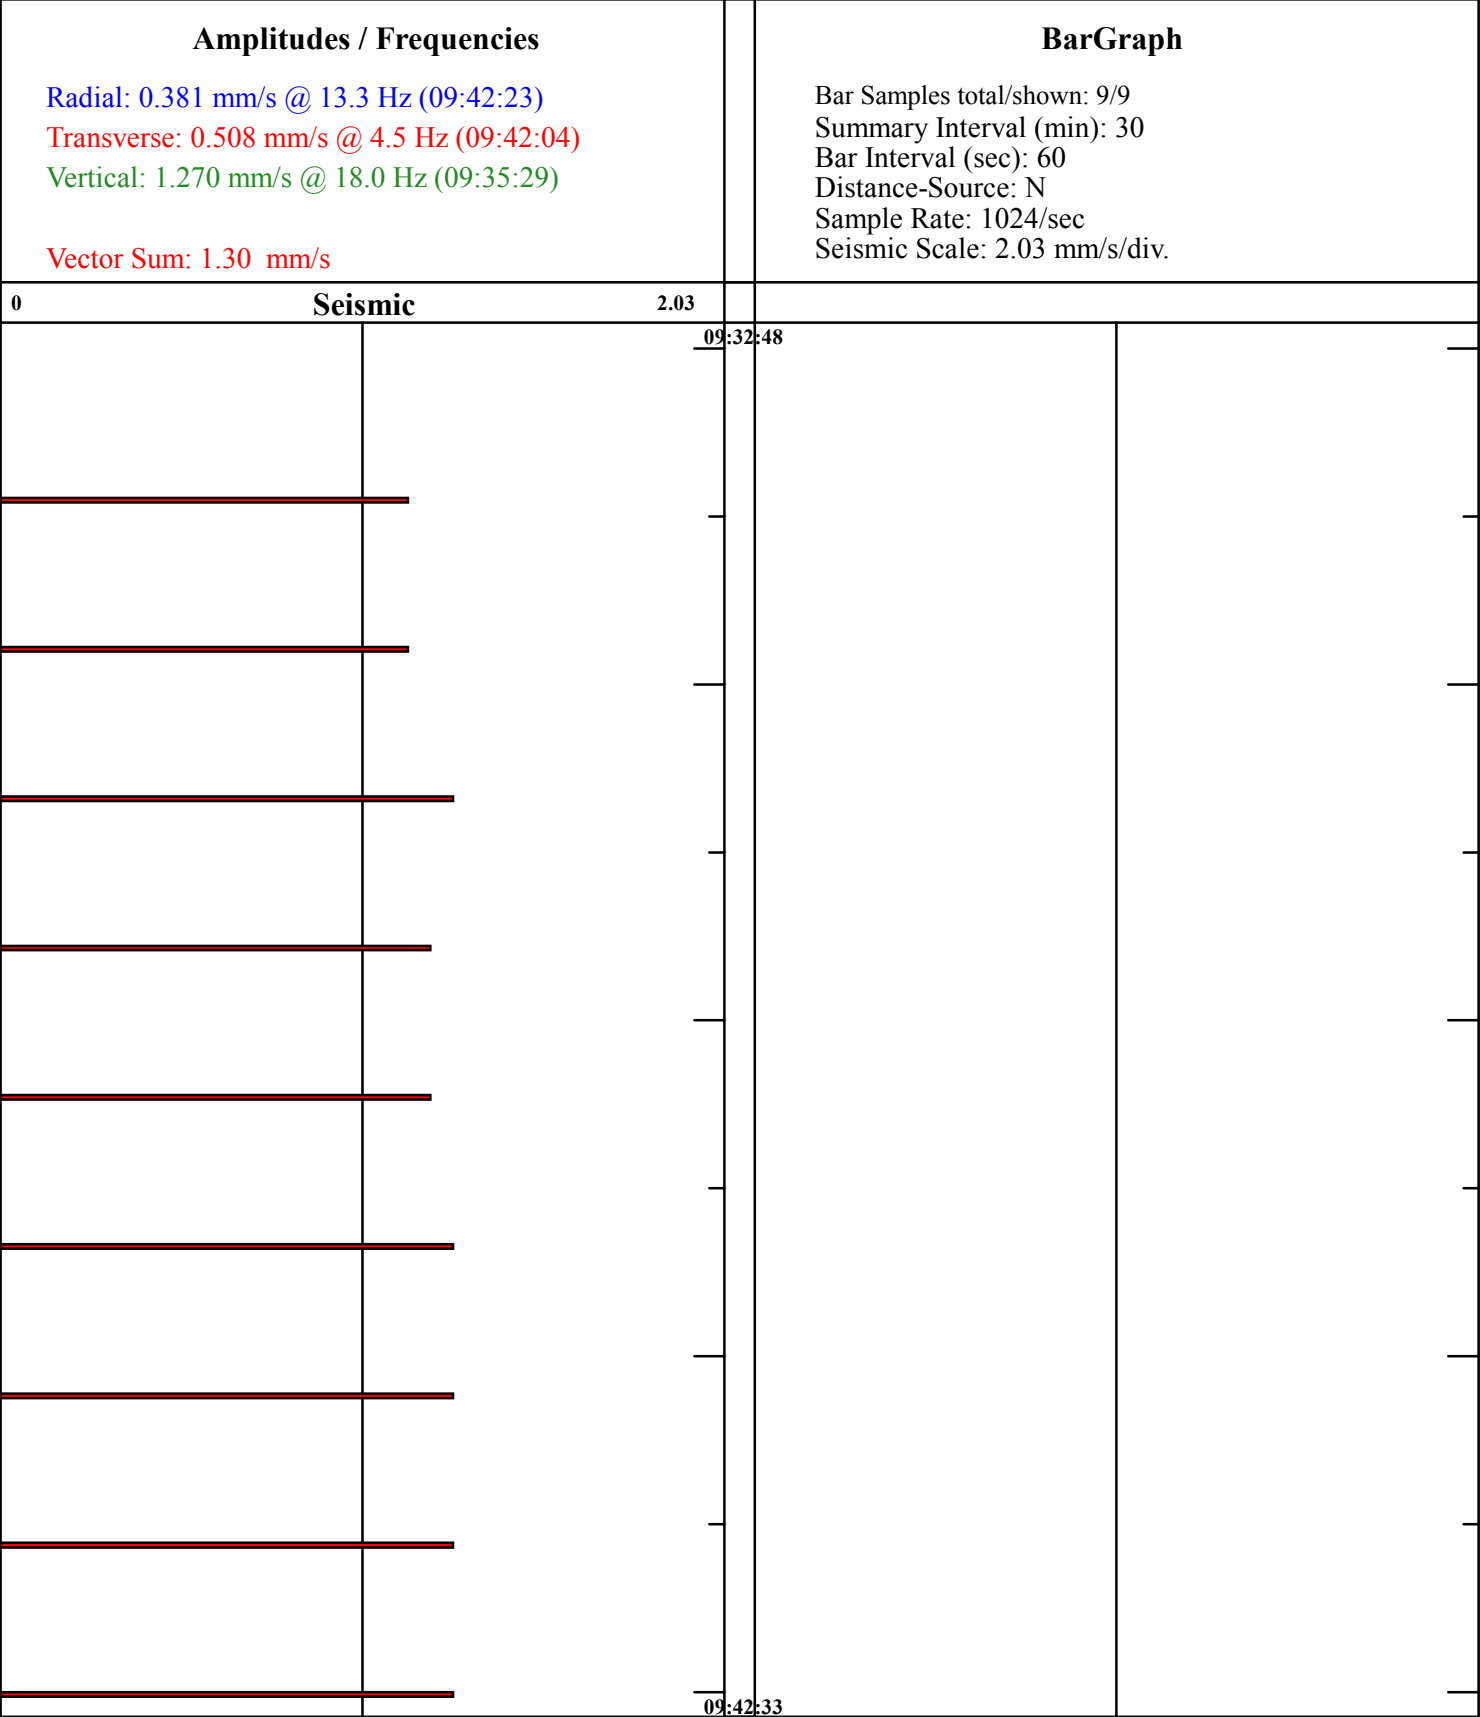 Amplitudes / Frequencies
Radial: 0.381 mm/s @ 13.3 Hz (09:42:23)
Transverse: 0.508 mm/s @ 4.5 Hz (09:42:04)
Vertical: 1.270 mm/s @ 18.0 Hz (09:35:29)
Vector Sum: 1.30 mm/s
BarGraph
Bar Samples total/shown: 9/9
Summary Interval (min): 30
Bar Interval (sec): 60
Distance-Source: N
Sample Rate: 1024/sec
Seismic Scale: 2.03 mm/s/div.
0 Seismic 2.03
09:32:48
09:42:33